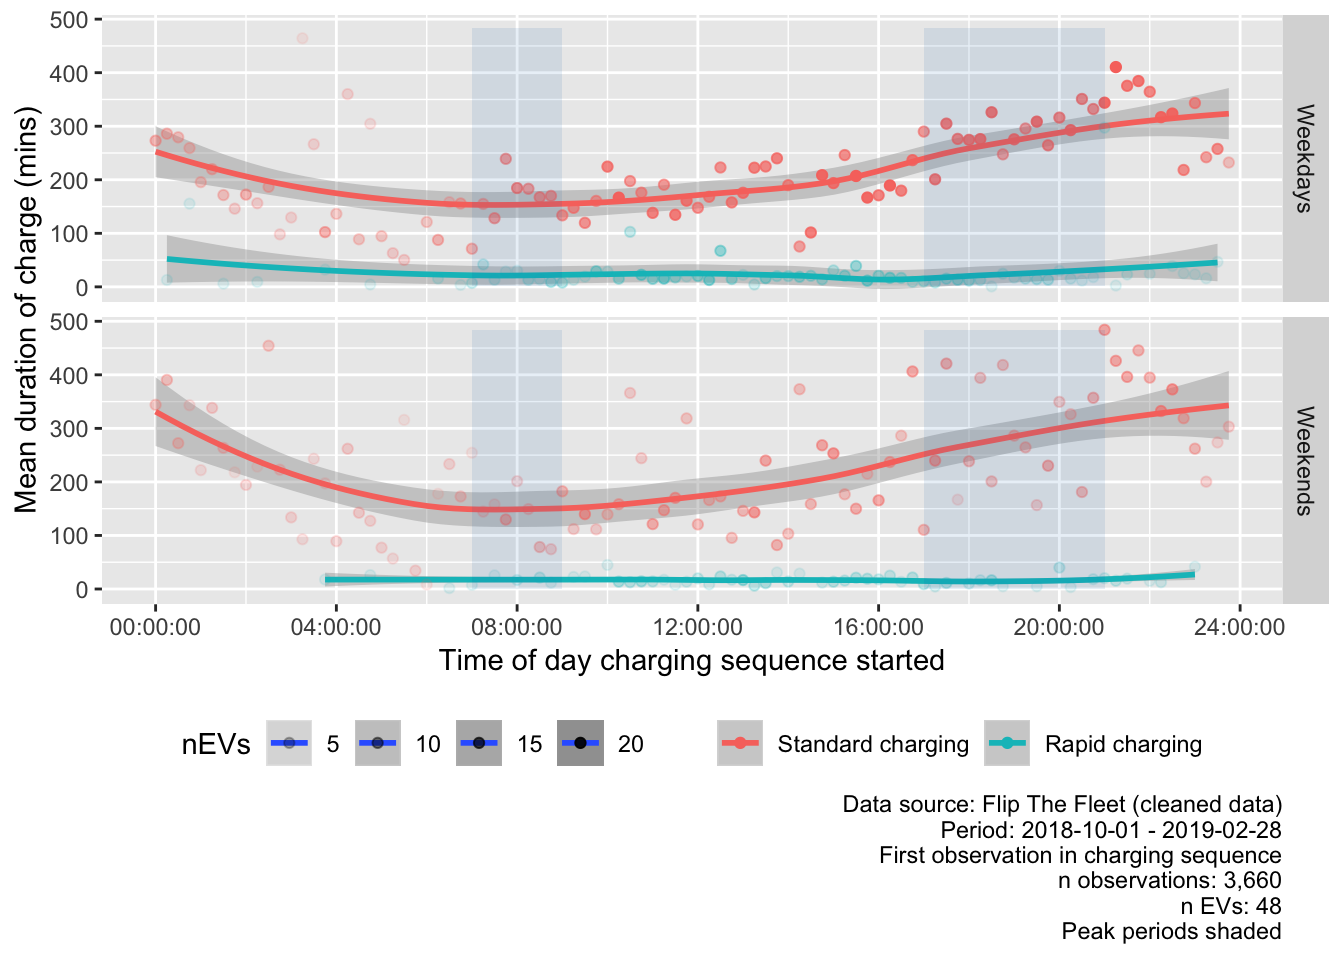 Mean duration of charge (mins)
500
400
300
200
100
0
Weekdays
500
400
300
200
100
0
Weekends
00:00:00 04:00:00 08:00:00 12:00:00 16:00:00 20:00:00 24:00:00
Time of day charging sequence started
nEVs 5 10 15 20 Standard charging Rapid charging
Data source: Flip The Fleet (cleaned data)
Period: 2018-10-01 - 2019-02-28
First observation in charging sequence
n observations: 3,660
n EVs: 48
Peak periods shaded